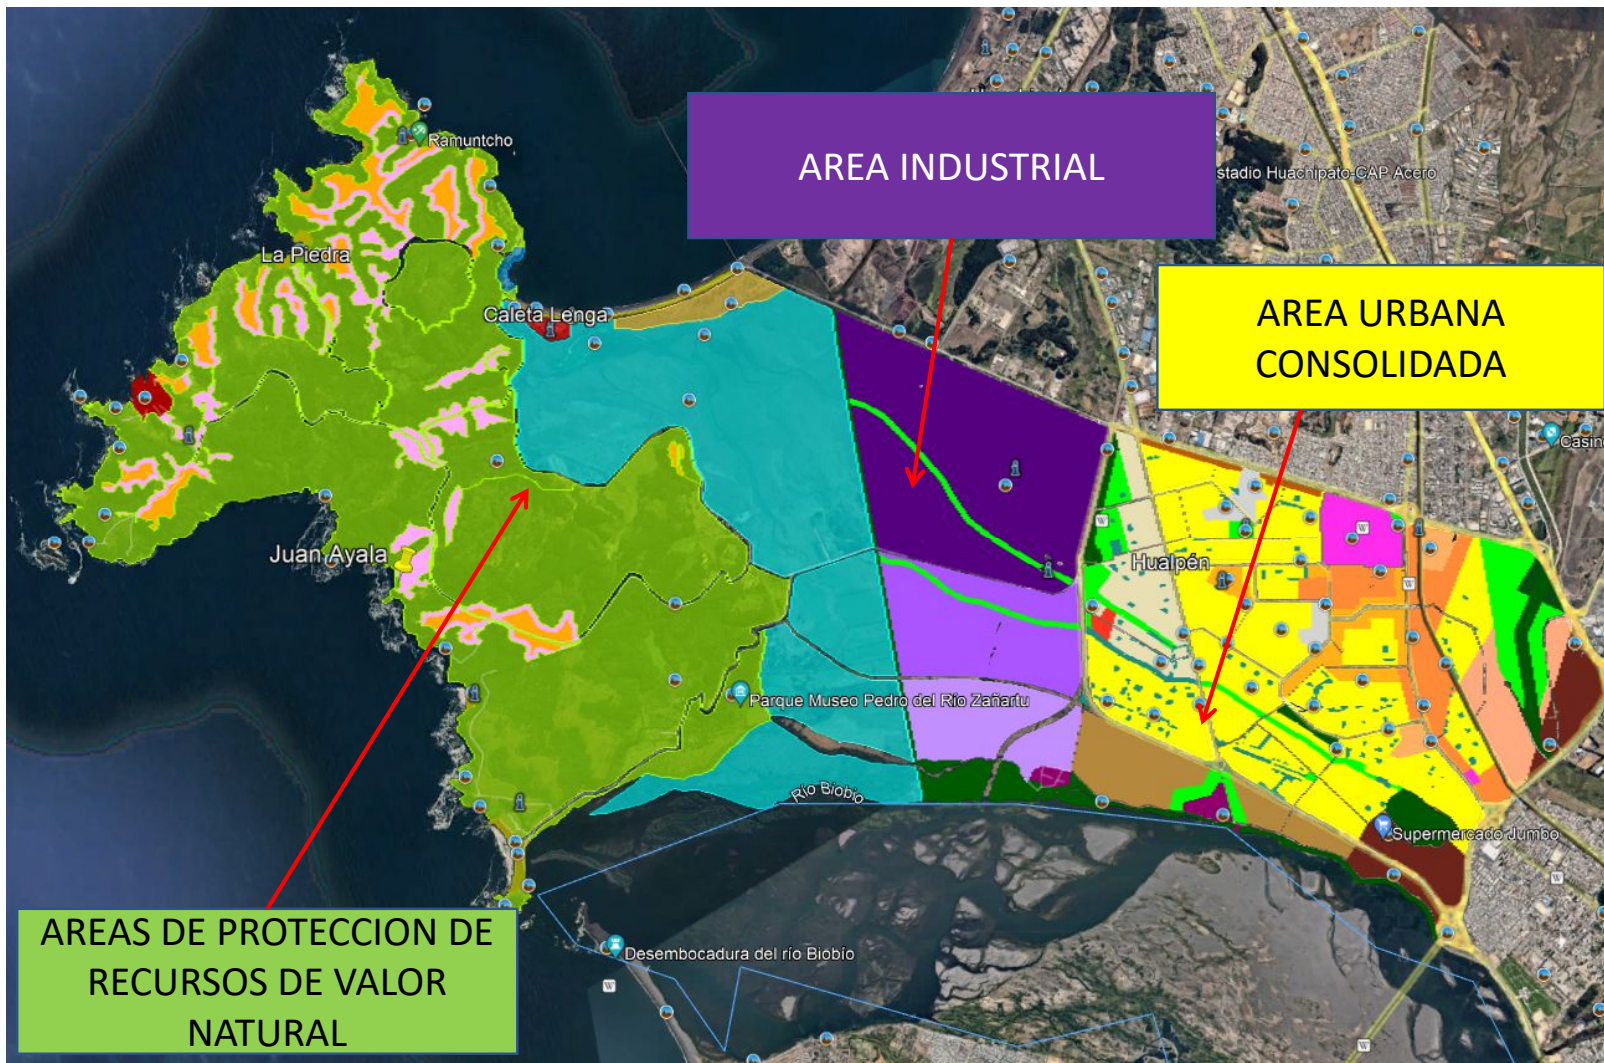 AREA INDUSTRIAL
Ramuntcho
stadio Huachipato-CAP Acero
La Piedra
AREA URBANA
CONSOLIDADA
Caleta Lenga
Casin
Juan Ayala
Hualpén
Parque Museo Pedro del Río Zañartu
Río Biobío
Supermercado Jumbo
AREAS DE PROTECCION DE
RECURSOS DE VALOR
NATURAL
Desembocadura del río Biobío